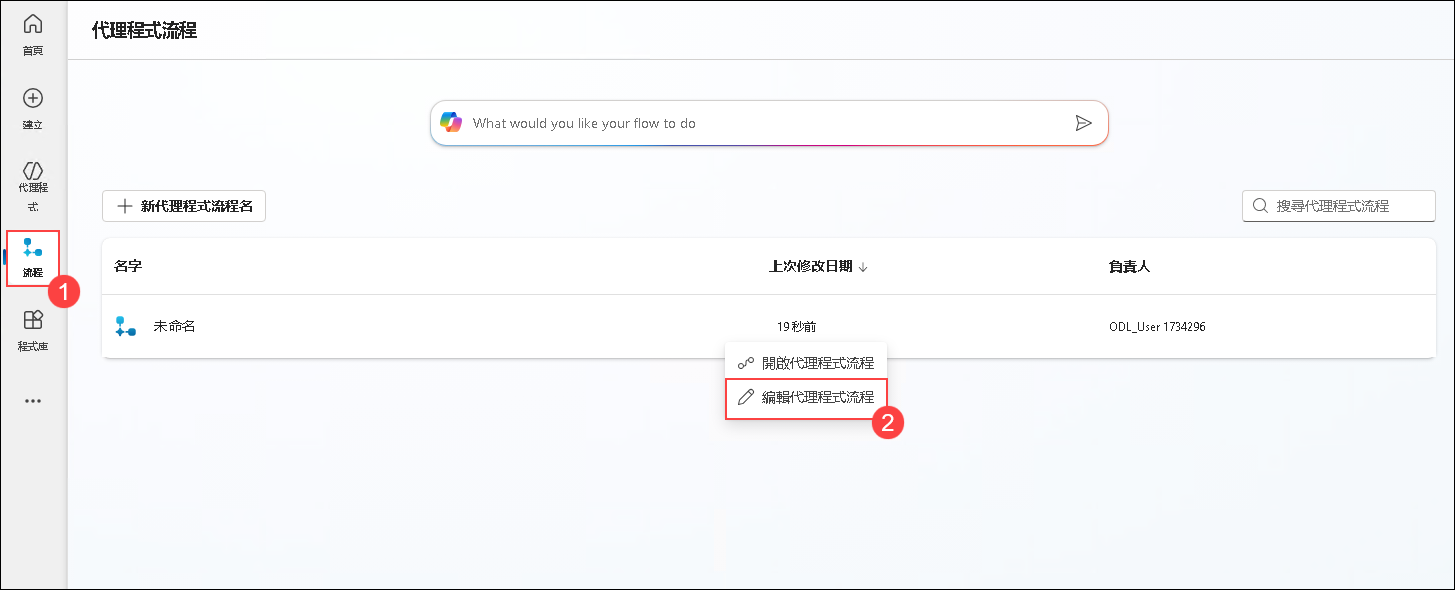 代理程式流程
首頁
建立
代理程
式
流程
1
程式庫
What would you like your flow to do
新代理程式流程名
搜尋代理程式流程
名字
上次修改日期
負責人
未命名
19 秒前
ODL_User 1734296
開啟代理程式流程
編輯代理程式流程
2